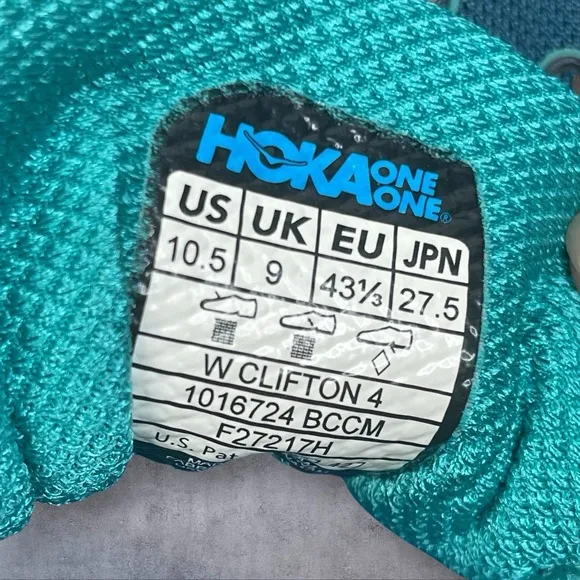 HOKA ONE ONE®
US UK EU JPN
10.5 9 43⅓ 27.5
W CLIFTON 4
1016724 BCCM
F27217H
U.S. Pat